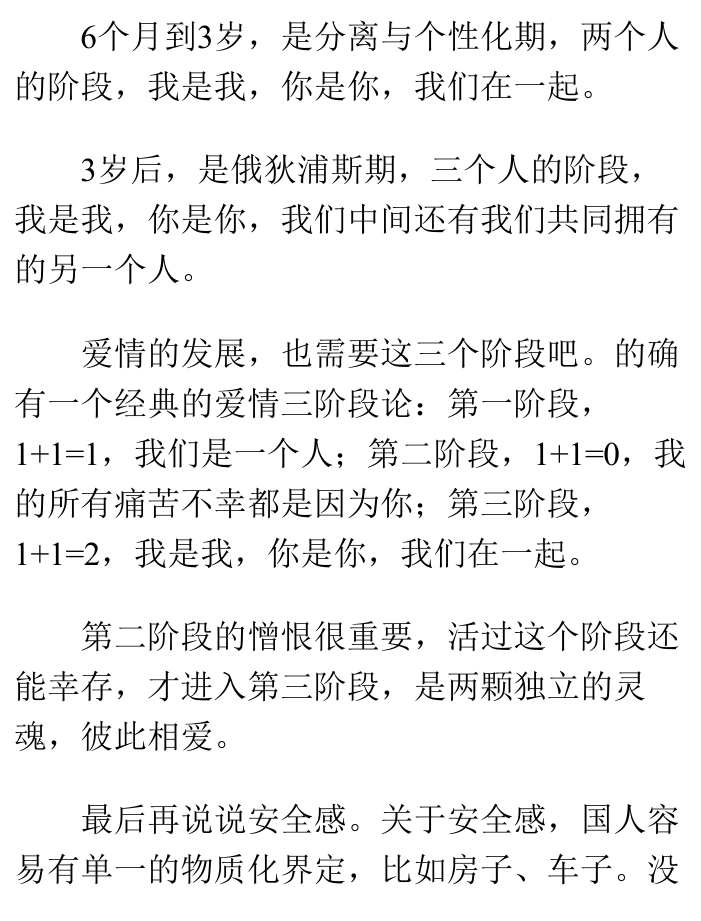 6个月到3岁，是分离与个性化期，两个人
的阶段，我是我，你是你，我们在一起。
3岁后，是俄狄浦斯期，三个人的阶段，
我是我，你是你，我们中间还有我们共同拥有
的另一个人。
爱情的发展，也需要这三个阶段吧。的确
有一个经典的爱情三阶段论：第一阶段，
1+1=1，我们是一个人；第二阶段，1+1=0，我
的所有痛苦不幸都是因为你；第三阶段，
1+1=2，我是我，你是你，我们在一起。
第二阶段的憎恨很重要，活过这个阶段还
能幸存，才进入第三阶段，是两颗独立的灵
魂，彼此相爱。
最后再说说安全感。关于安全感，国人容
易有单一的物质化界定，比如房子、车子。没